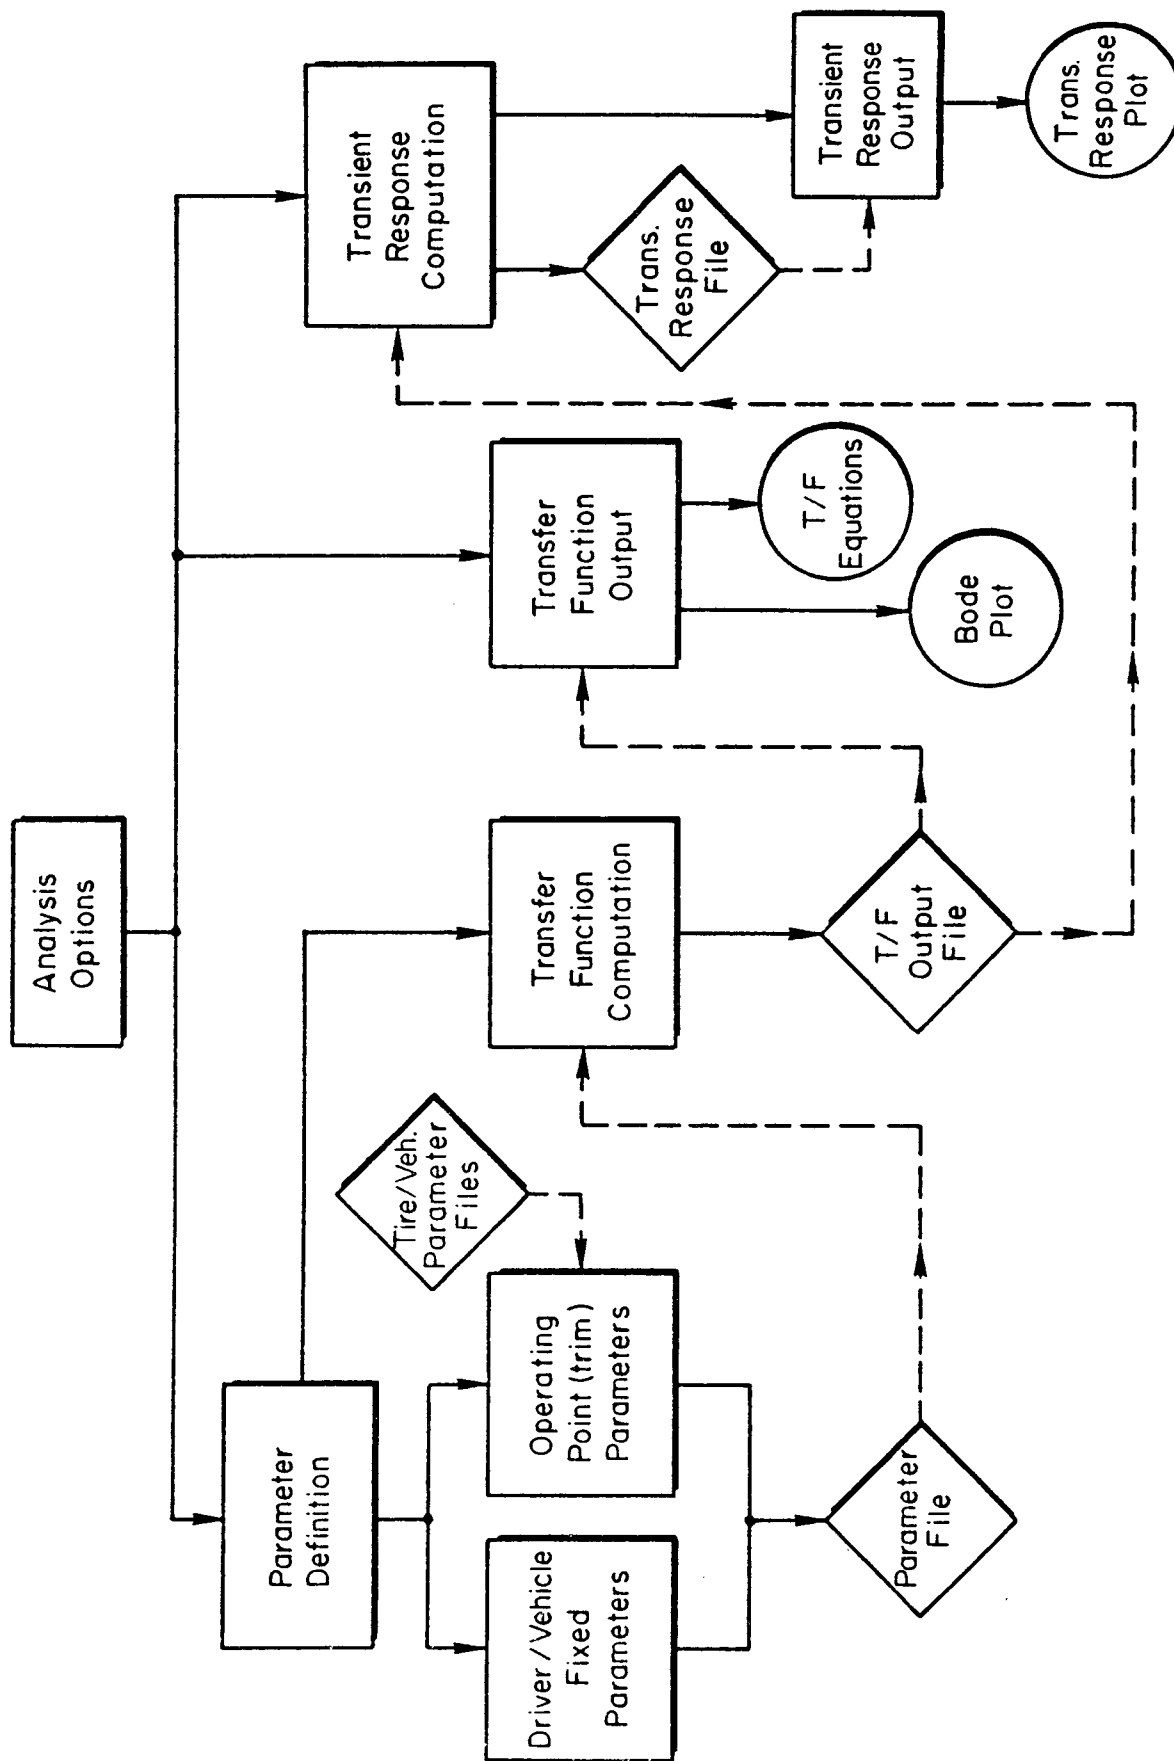 Analysis
Options
Parameter
Definition
Driver/Vehicle
Fixed
Parameters
Operating
Point (trim)
Parameters
Tire/Veh.
Parameter
Files
Parameter
File
Transfer
Function
Computation
T/F
Output
File
Transfer
Function
Output
Bode
Plot
T/F
Equations
Transient
Response
Computation
Trans.
Response
File
Transient
Response
Output
Trans.
Response
Plot